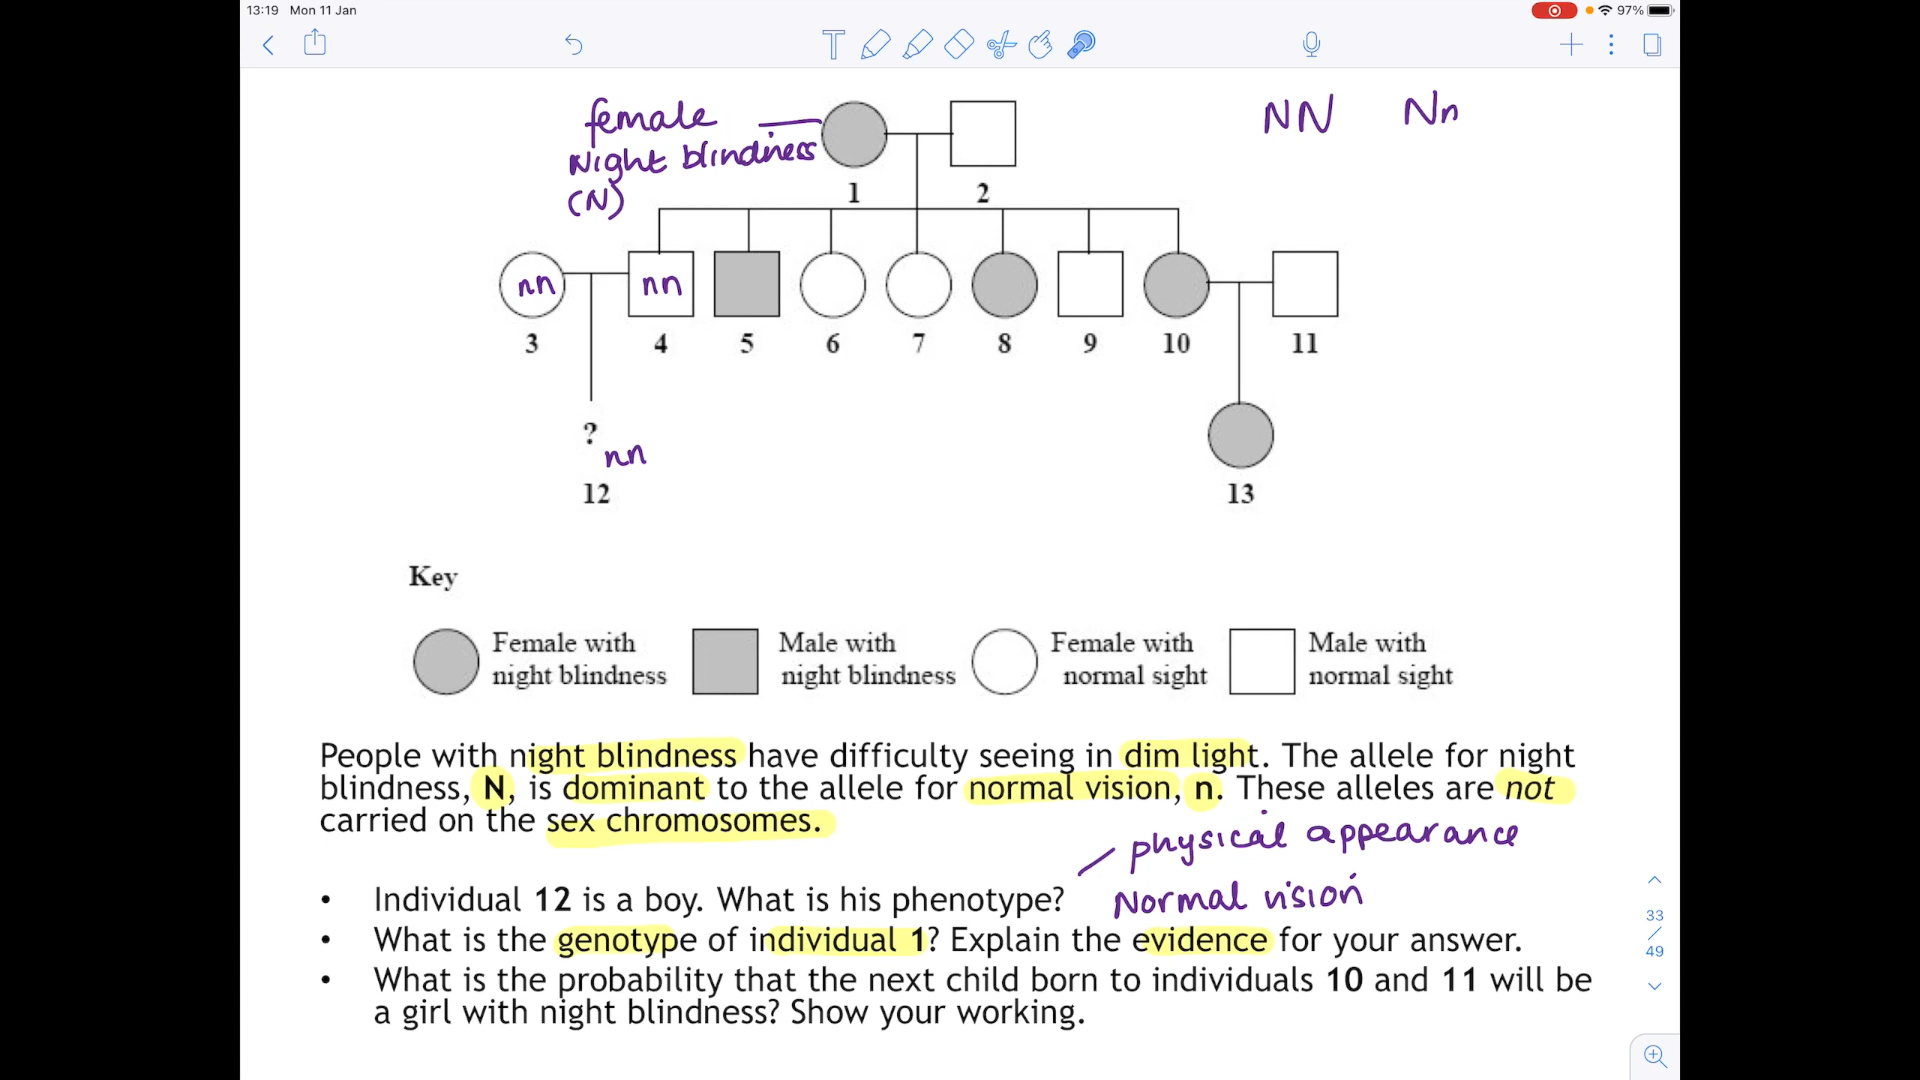 13:19 Mon 11 Jan
97%
T
female
Night blindness
(N)
NN Nn
1 2
nn nn
3 4 5 6 7 8 9 10 11
?
nn
12 13
Key
Female with
night blindness
Male with
night blindness
Female with
normal sight
Male with
normal sight
People with night blindness have difficulty seeing in dim light. The allele for night
blindness, N, is dominant to the allele for normal vision, n. These alleles are not
carried on the sex chromosomes.
physical appearance
• Individual 12 is a boy. What is his phenotype? Normal vision
• What is the genotype of individual 1? Explain the evidence for your answer.
• What is the probability that the next child born to individuals 10 and 11 will be
a girl with night blindness? Show your working.
33
/
49